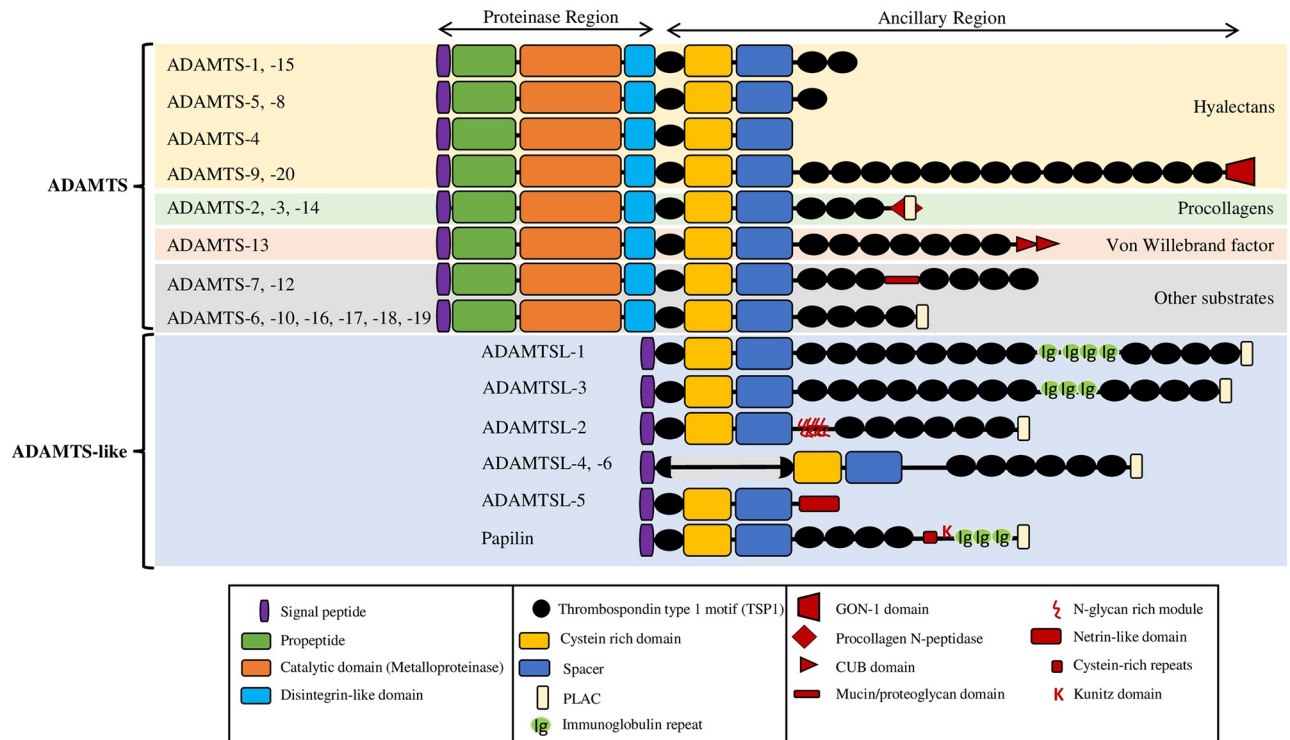 Proteinase Region
Ancillary Region
ADAMTS
ADAMTS-1, -15
ADAMTS-5, -8
ADAMTS-4
ADAMTS-9, -20
Hyalectans
ADAMTS-2, -3, -14
Procollagens
ADAMTS-13
Von Willebrand factor
ADAMTS-7, -12
ADAMTS-6, -10, -16, -17, -18, -19
Other substrates
ADAMTS-like
ADAMTSL-1
Ig Ig Ig Ig
ADAMTSL-3
Ig Ig Ig
ADAMTSL-2
ADAMTSL-4, -6
ADAMTSL-5
Papilin
K Ig Ig Ig
Signal peptide
Propeptide
Catalytic domain (Metalloproteinase)
Disintegrin-like domain
Thrombospondin type 1 motif (TSP1)
Cystein rich domain
Spacer
PLAC
Ig Immunoglobulin repeat
GON-1 domain
Procollagen N-peptidase
CUB domain
Mucin/proteoglycan domain
N-glycan rich module
Netrin-like domain
Cystein-rich repeats
K Kunitz domain